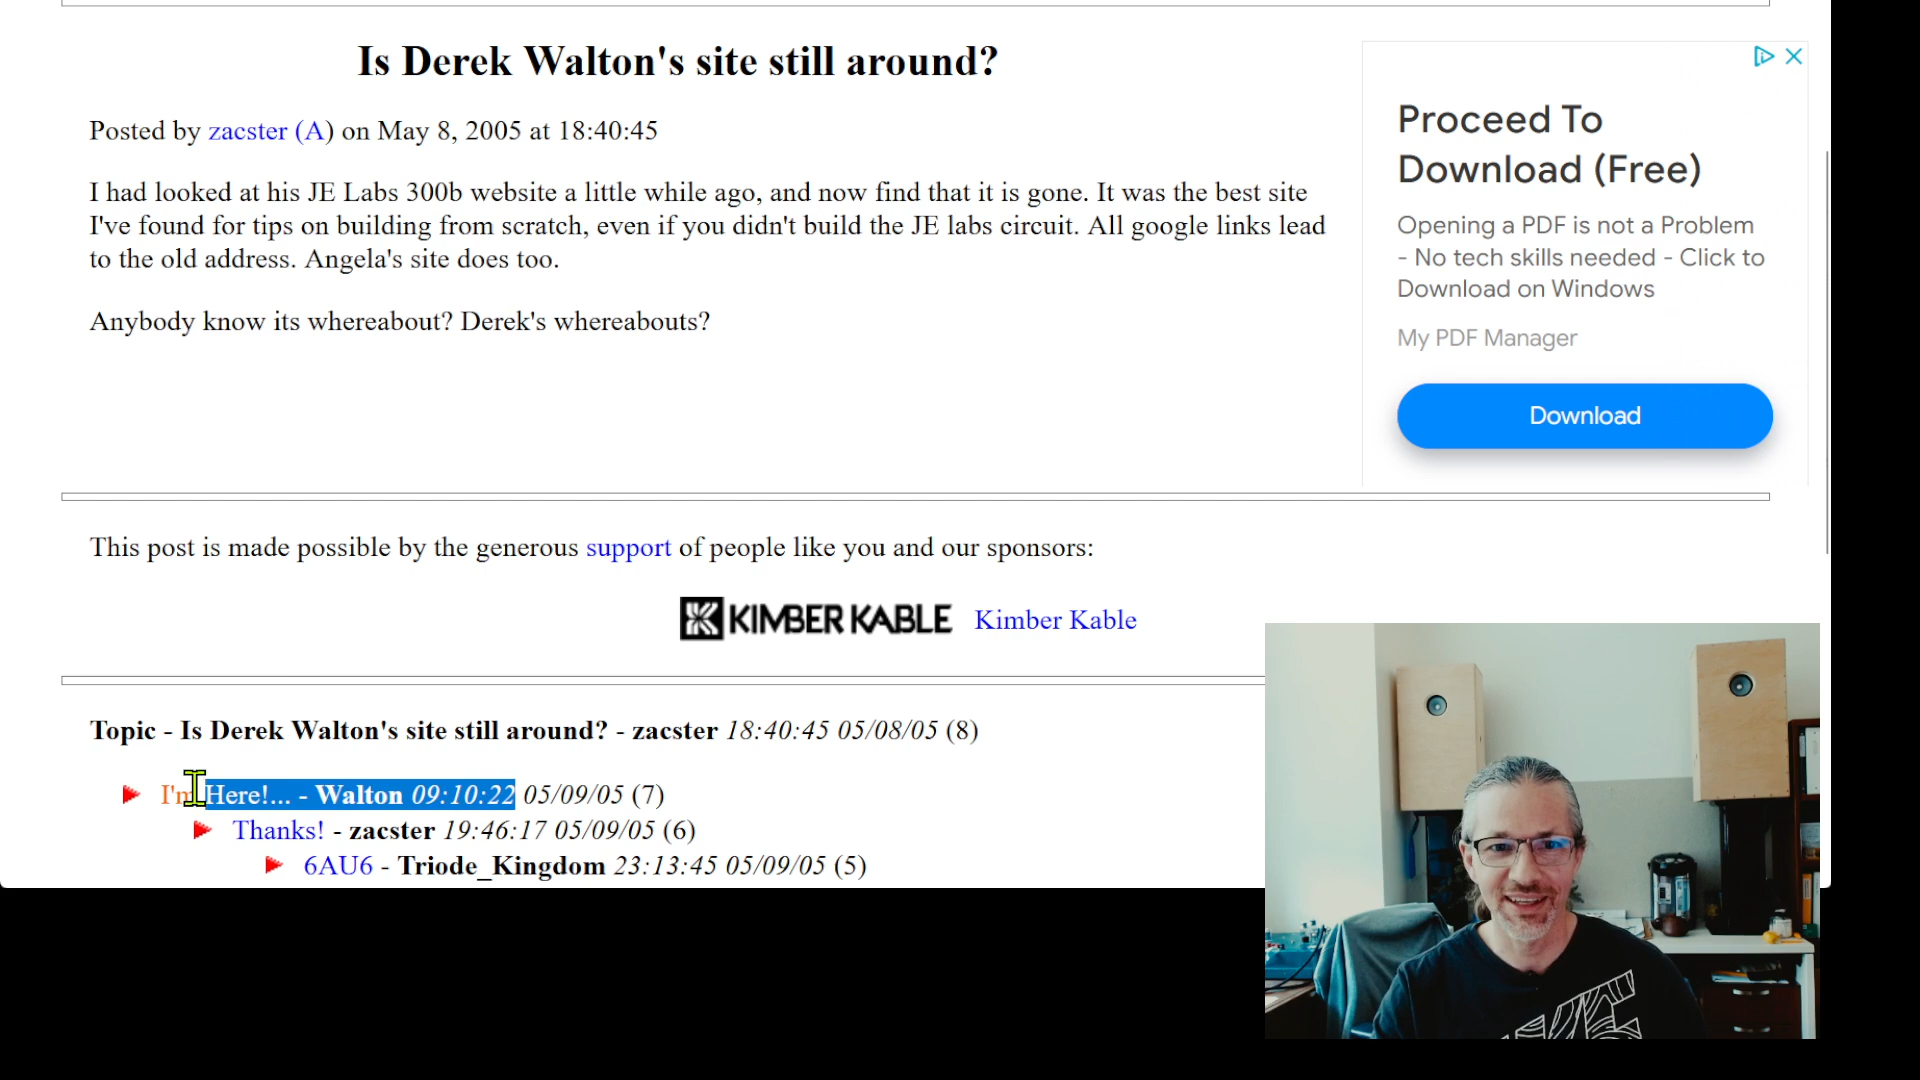 Is Derek Walton's site still around?
Posted by zacster (A) on May 8, 2005 at 18:40:45
I had looked at his JE Labs 300b website a little while ago, and now find that it is gone. It was the best site
I've found for tips on building from scratch, even if you didn't build the JE labs circuit. All google links lead
to the old address. Angela's site does too.
Anybody know its whereabout? Derek's whereabouts?
Proceed To
Download (Free)
Opening a PDF is not a Problem
- No tech skills needed - Click to
Download on Windows
My PDF Manager
Download
This post is made possible by the generous support of people like you and our sponsors:
KIMBER KABLE Kimber Kable
Topic - Is Derek Walton's site still around? - zacster 18:40:45 05/08/05 (8)
I'm Here!... - Walton 09:10:22 05/09/05 (7)
Thanks! - zacster 19:46:17 05/09/05 (6)
6AU6 - Triode_Kingdom 23:13:45 05/09/05 (5)